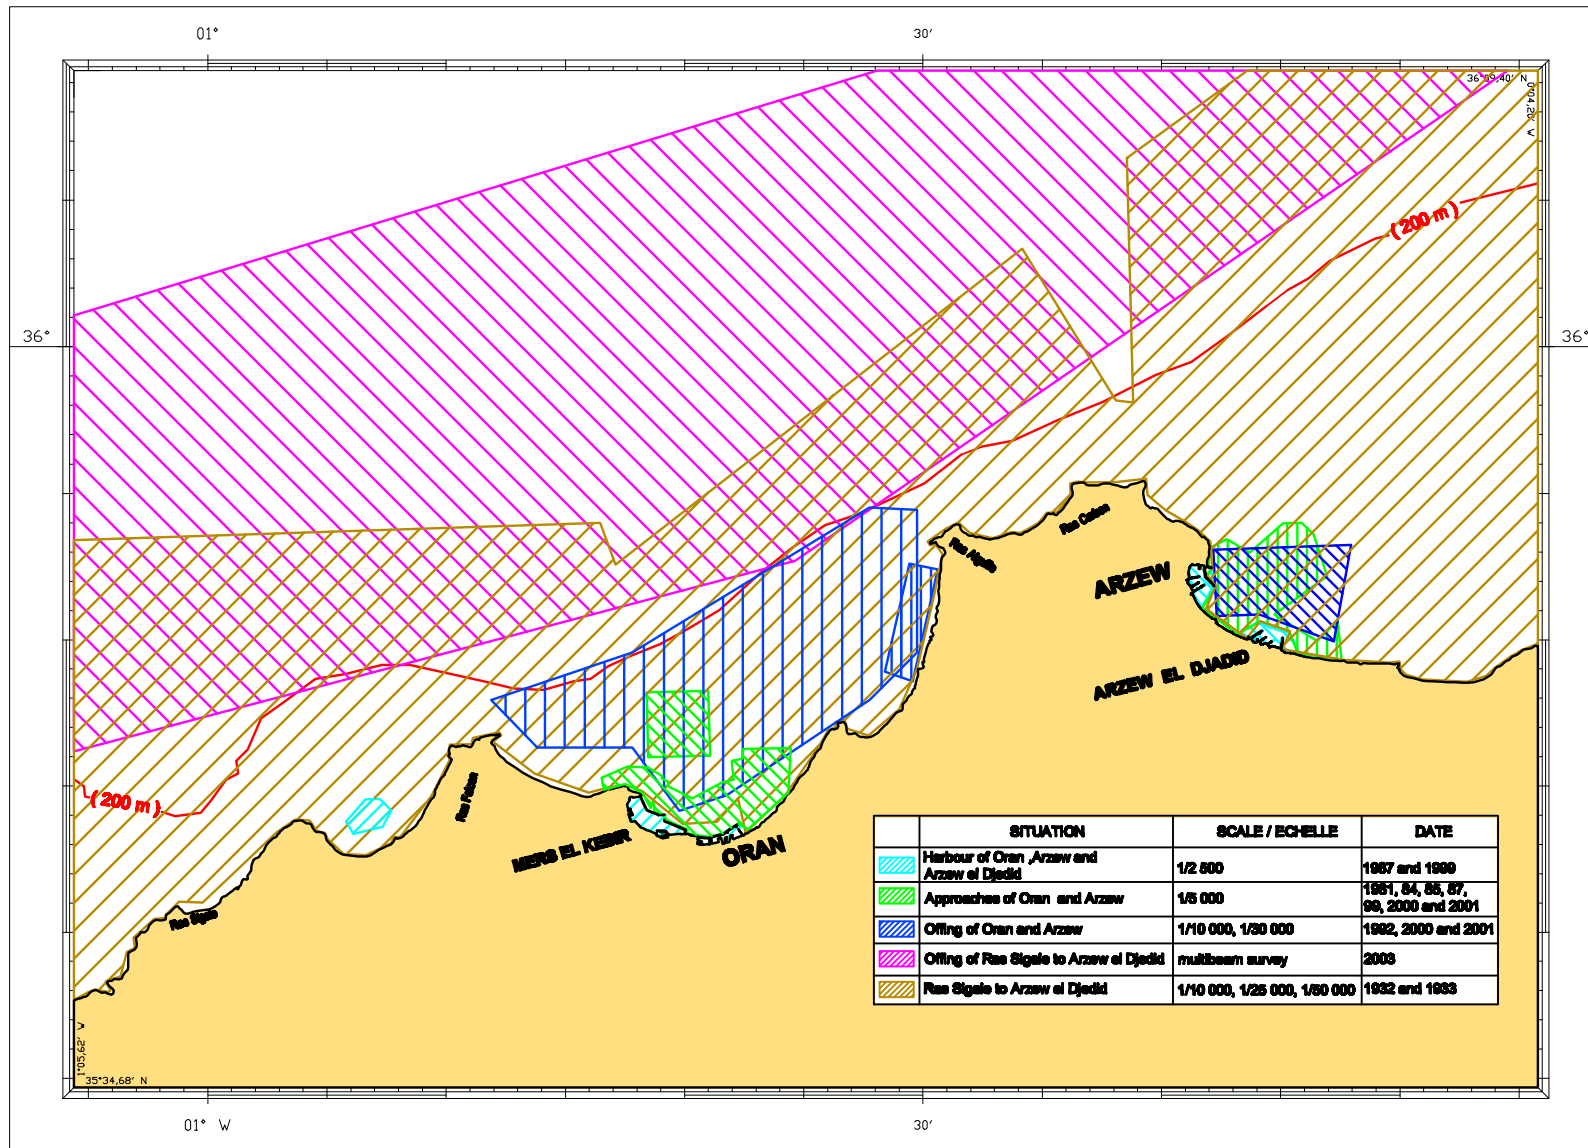 01°
30'
36°09,40' N
0°04,20' W
( 200 m )
36°
36°
Ras Carbon
Ras Aiguille
ARZEW
ARZEW EL DJADID
Ras Falcon
( 200 m )
MERS EL KEBIR
ORAN
Ras Sigale
SITUATION SCALE / ECHELLE DATE
Harbour of Oran ,Arzew and
Arzew el Djedid 1/2 500 1987 and 1999
Approaches of Oran and Arzew 1/5 000 1981, 84, 85, 87,
99, 2000 and 2001
Offing of Oran and Arzew 1/10 000, 1/30 000 1992, 2000 and 2001
Offing of Ras Sigale to Arzew el Djedid multibeam survey 2003
Ras Sigale to Arzew el Djedid 1/10 000, 1/25 000, 1/50 000 1932 and 1933
1°05,62' W
35°34,68' N
01° W
30'